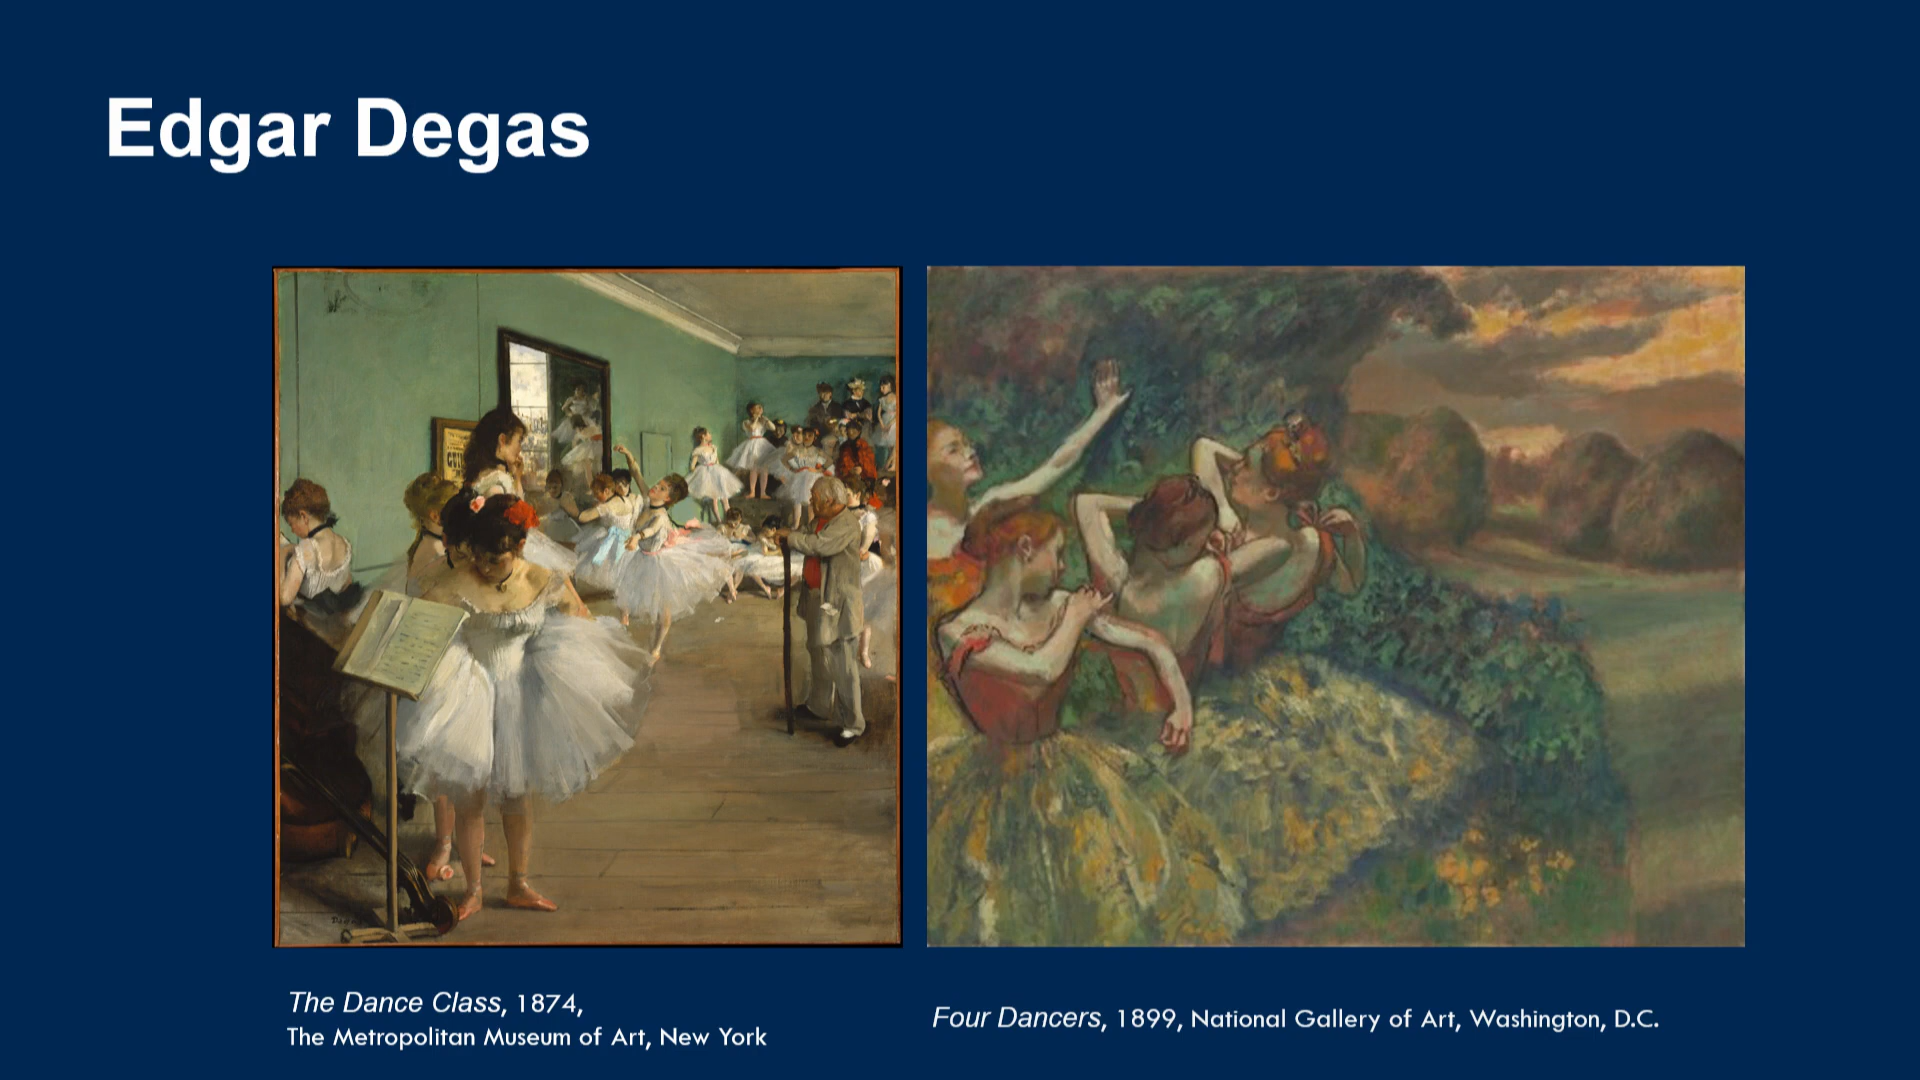 Edgar Degas
The Dance Class, 1874,
The Metropolitan Museum of Art, New York
Four Dancers, 1899, National Gallery of Art, Washington, D.C.